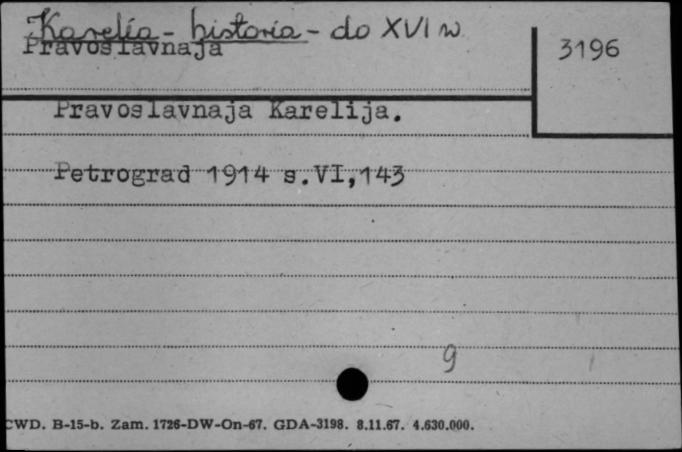 Karelia - historia - do XVI w
Pravoslavnaja
3196
Pravoslavnaja Karelija.
Petrograd 1914 s.VI,143
9
CWD. B-15-b. Zam. 1726-DW-On-67. GDA-3198. 8.11.67. 4.630.000.